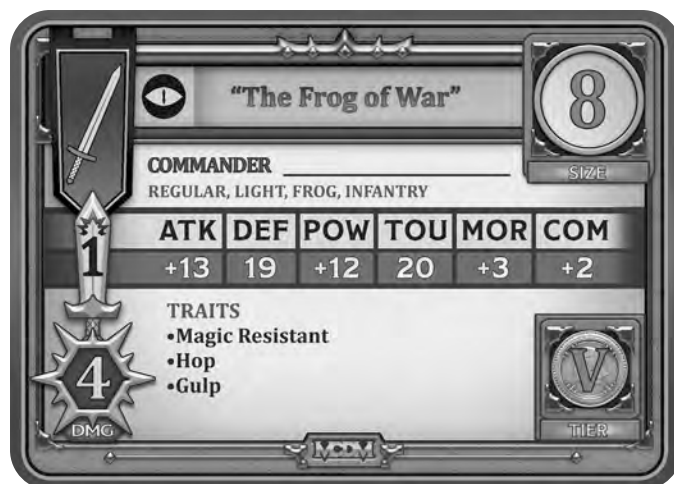 “The Frog of War”
8
SIZE
COMMANDER
REGULAR, LIGHT, FROG, INFANTRY
ATK DEF POW TOU MOR COM
1
+13 19 +12 20 +3 +2
TRAITS
•Magic Resistant
•Hop
•Gulp
4
DMG
V
TIER
MCDM